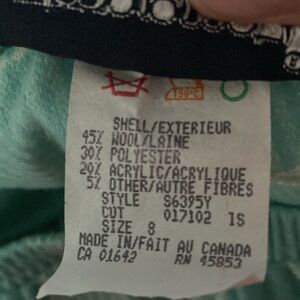 150°C
SHELL/EXTERIEUR
45% WOOL/LAINE
30% POLYESTER
20% ACRYLIC/ACRYLIQUE
5% OTHER/AUTRE FIBRES
STYLE S6395Y
CUT 017102 1S
SIZE 8
MADE IN/FAIT AU CANADA
CA 01642 RN 45853